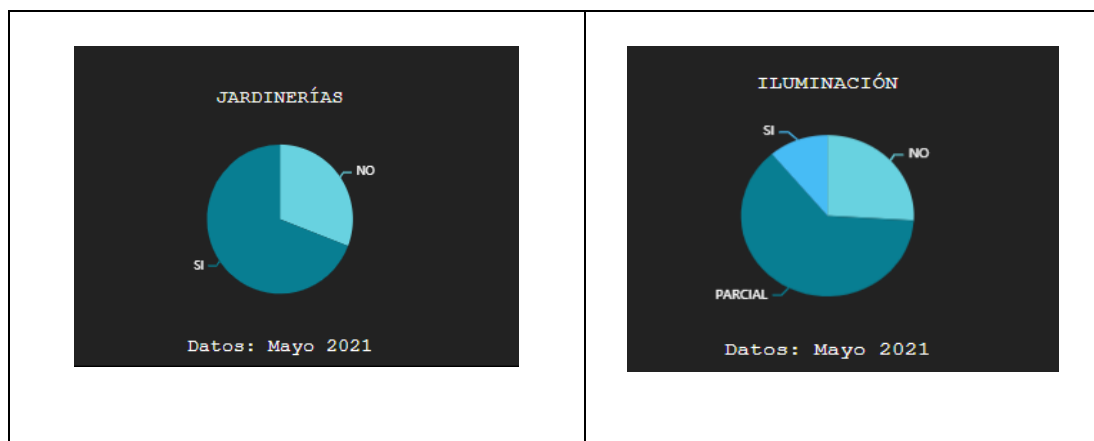 JARDINERÍAS
NO
SI
Datos: Mayo 2021
ILUMINACIÓN
SI
NO
PARCIAL
Datos: Mayo 2021